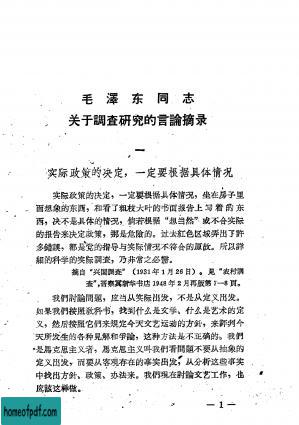 毛澤东同志
关于調查研究的言論摘录
一
实际政策的决定，一定要根据具体情况
实际政策的决定，一定要根据具体情况，坐在房子里
面想象的东西，和看了粗枝大叶的书面报告上写着的东
西，决不是具体的情况，倘若根据“想当然”或不合实际
的报告来决定政策，那是危险的。过去紅色区域弄出了許
多錯誤，都是党的指导与实际情况不符合的原故。所以詳
細的科学的实际調查，乃非常之必需。
摘自“兴国調查”（1931年1月26日）。見“农村調
查”，晋察冀新华书店1948年2月再版第7—8頁。
我們討論問題，应当从实际出发，不是从定义出发。
如果我們按照敎科书，找到什么是文学、什么是艺术的定
义，然后按照它們来規定今天文艺运动的方針，来評判今
天所发生的各种見解和爭論，这种方法是不正确的。我們
是馬克思主义者，馬克思主义叫我們看問題不要从抽象的
定义出发，而要从客观存在的事实出发，从分析这些事实
中找出方針、政策、办法来。我們現在討論文艺工作，也
应該这样做。
— 1 —
homeofpdf.com